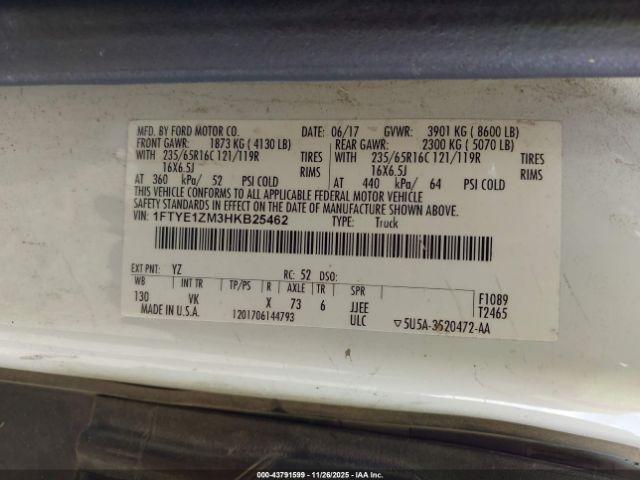 MFD. BY FORD MOTOR CO. DATE: 06/17 GVWR: 3901 KG ( 8600 LB)
FRONT GAWR: 1873 KG ( 4130 LB) REAR GAWR: 2300 KG ( 5070 LB)
WITH 235/65R16C 121/119R TIRES WITH 235/65R16C 121/119R TIRES
16X6.5J RIMS 16X6.5J RIMS
AT 360 kPa/ 52 PSI COLD AT 440 kPa/ 64 PSI COLD
THIS VEHICLE CONFORMS TO ALL APPLICABLE FEDERAL MOTOR VEHICLE
SAFETY STANDARDS IN EFFECT ON THE DATE OF MANUFACTURE SHOWN ABOVE.
VIN: 1FTYE1ZM3HKB25462 TYPE: Truck
EXT PNT: YZ RC: 52 DSO:
WB INT TR TP/PS R AXLE TR SPR F1089
130 VK X 73 6 JJEE T2465
MADE IN U.S.A. 1201706144793 ULC ▽5U5A-3520472-AA
(c) 43791599 | 11/26/2025 - IAA, Inc.